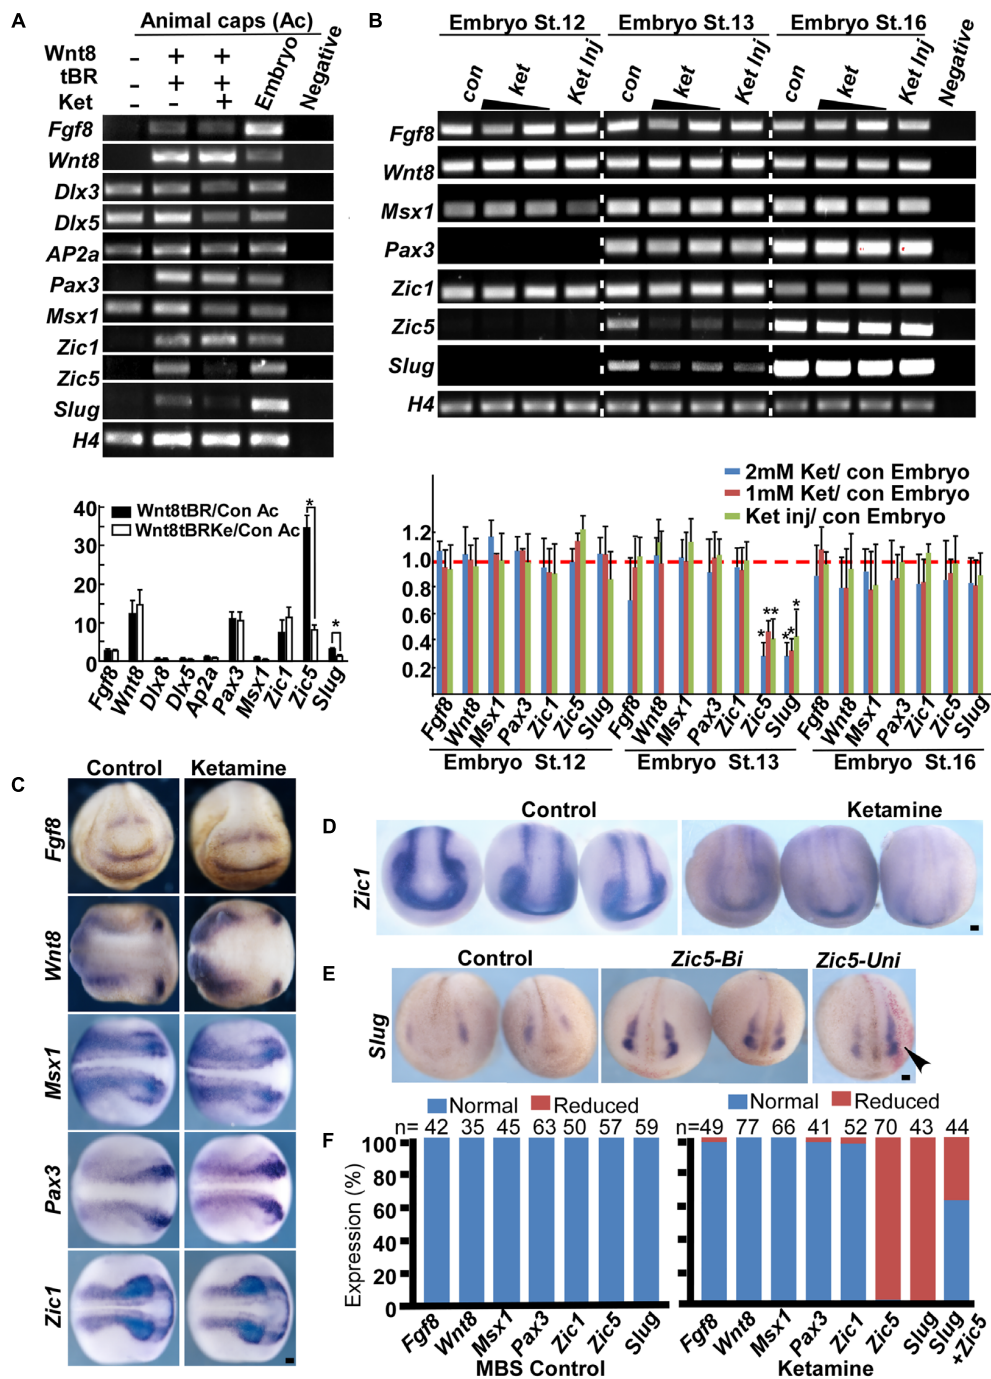 A
Animal caps (Ac)
Wnt8 - + +
tBR - + +
Ket - - +
Embryo
Negative
Fgf8
Wnt8
Dlx3
Dlx5
AP2a
Pax3
Msx1
Zic1
Zic5
Slug
H4
40
30
20
10
0
Wnt8tBR/Con Ac
Wnt8tBRKe/Con Ac
*
*
Fgf8
Wnt8
Dlx8
Dlx5
Ap2a
Pax3
Msx1
Zic1
Zic5
Slug
B
Embryo St.12 Embryo St.13 Embryo St.16
con ket Ket Inj con ket Ket Inj con ket Ket Inj Negative
Fgf8
Wnt8
Msx1
Pax3
Zic1
Zic5
Slug
H4
2mM Ket/ con Embryo
1mM Ket/ con Embryo
Ket inj/ con Embryo
1.2
1.0
0.8
0.6
0.4
0.2
* * * * * *
Fgf8 Wnt8 Msx1 Pax3 Zic1 Zic5 Slug
Fgf8 Wnt8 Msx1 Pax3 Zic1 Zic5 Slug
Fgf8 Wnt8 Msx1 Pax3 Zic1 Zic5 Slug
Embryo St.12 Embryo St.13 Embryo St.16
C
Control Ketamine
Fgf8
Wnt8
Msx1
Pax3
Zic1
D
Control Ketamine
Zic1
E
Control Zic5-Bi Zic5-Uni
Slug
F
Normal Reduced
n= 42 35 45 63 50 57 59
Expression (%)
100
80
60
40
20
0
Fgf8 Wnt8 Msx1 Pax3 Zic1 Zic5 Slug
MBS Control
Normal Reduced
n= 49 77 66 41 52 70 43 44
Fgf8 Wnt8 Msx1 Pax3 Zic1 Zic5 Slug Slug +Zic5
Ketamine